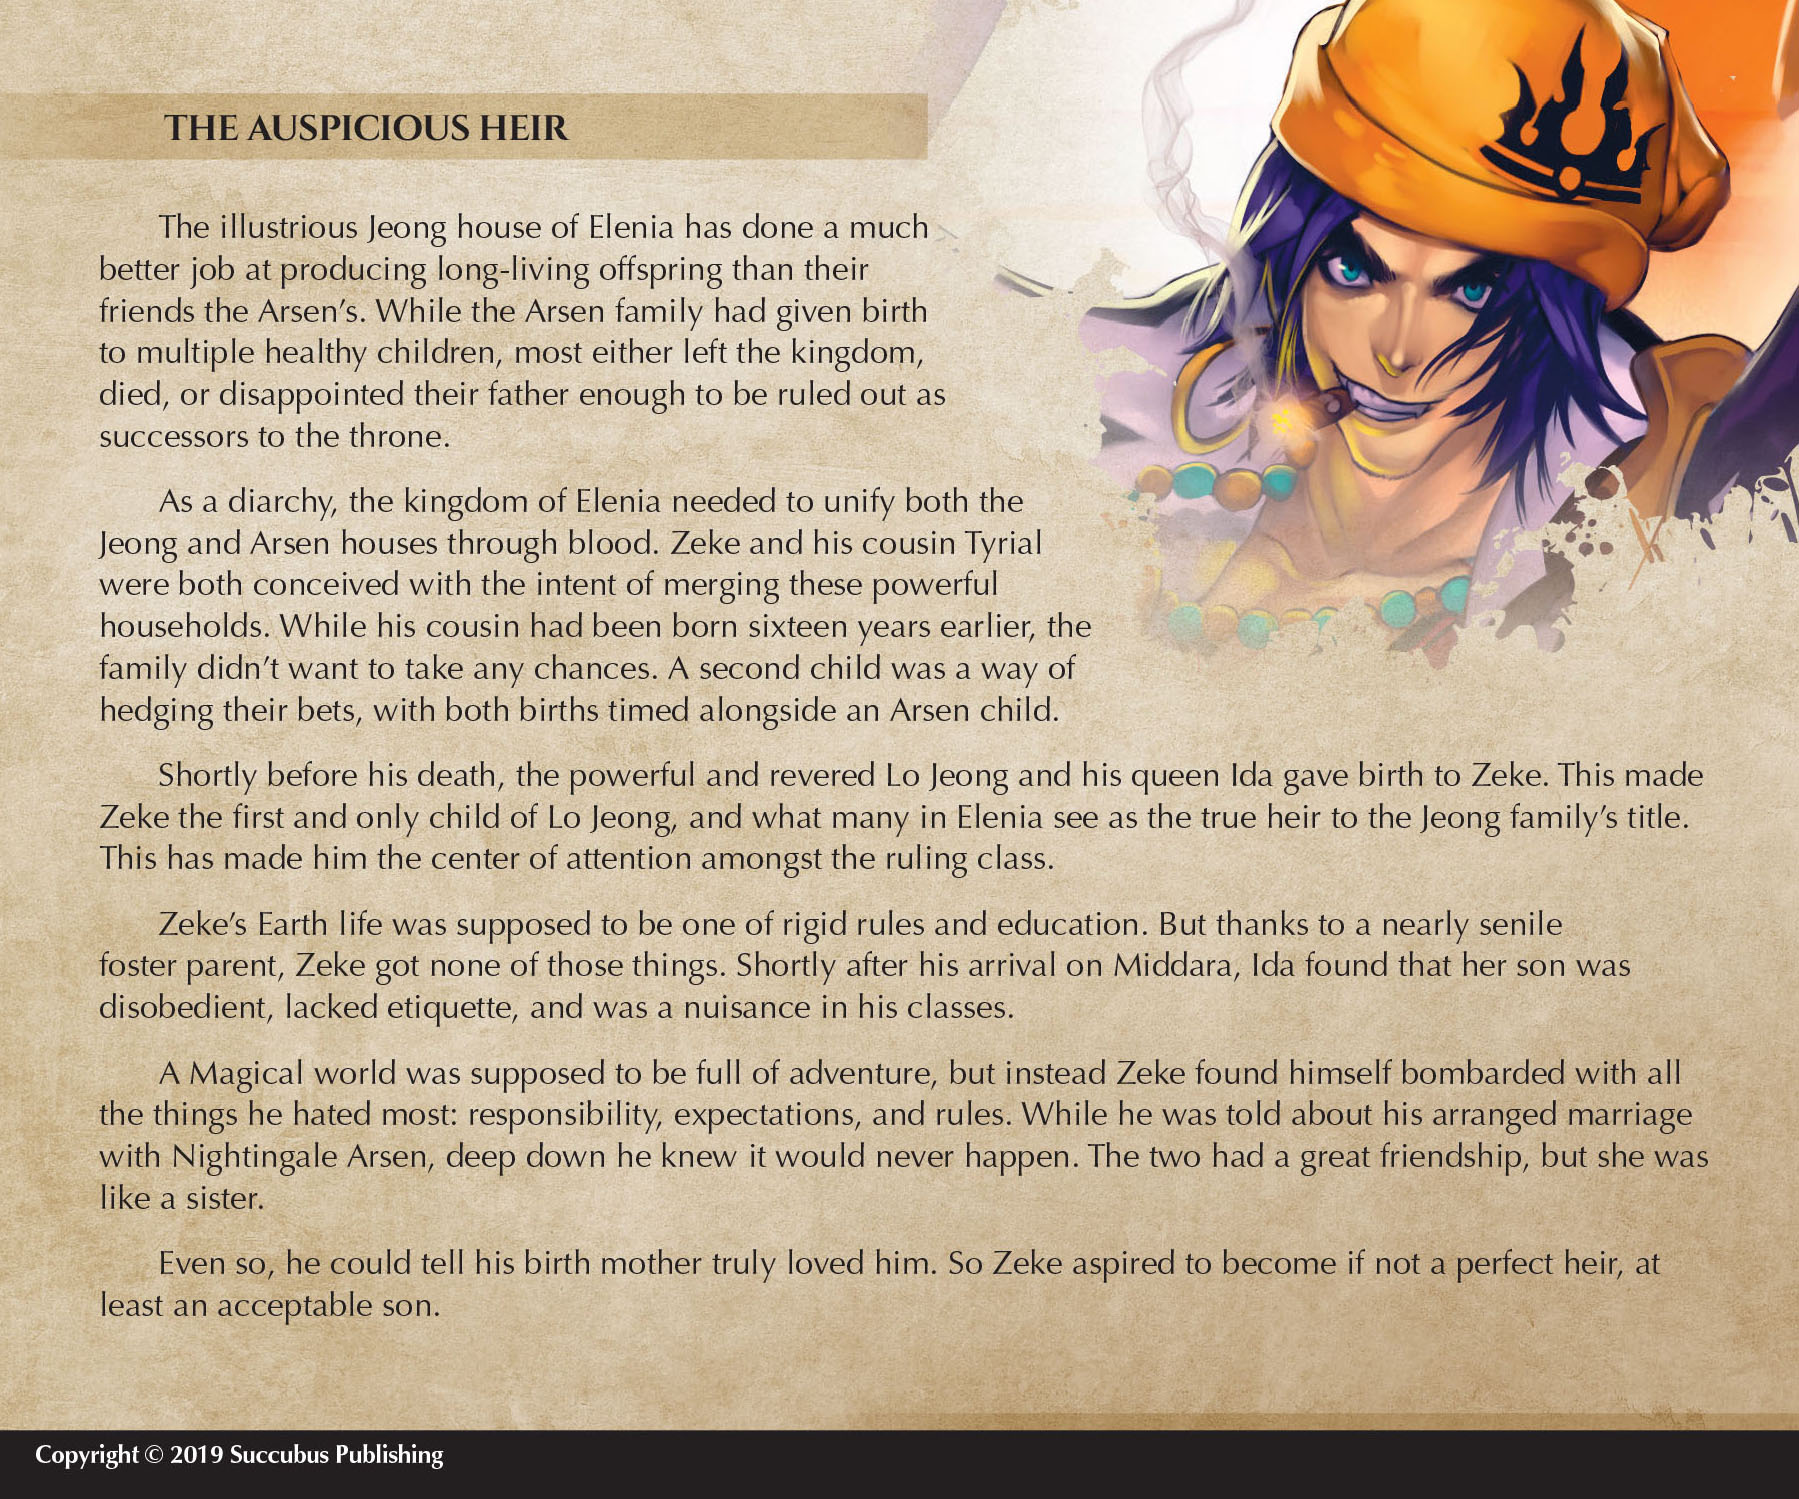 THE AUSPICIOUS HEIR
The illustrious Jeong house of Elenia has done a much
better job at producing long-living offspring than their
friends the Arsen’s. While the Arsen family had given birth
to multiple healthy children, most either left the kingdom,
died, or disappointed their father enough to be ruled out as
successors to the throne.
As a diarchy, the kingdom of Elenia needed to unify both the
Jeong and Arsen houses through blood. Zeke and his cousin Tyrial
were both conceived with the intent of merging these powerful
households. While his cousin had been born sixteen years earlier, the
family didn’t want to take any chances. A second child was a way of
hedging their bets, with both births timed alongside an Arsen child.
Shortly before his death, the powerful and revered Lo Jeong and his queen Ida gave birth to Zeke. This made
Zeke the first and only child of Lo Jeong, and what many in Elenia see as the true heir to the Jeong family’s title.
This has made him the center of attention amongst the ruling class.
Zeke’s Earth life was supposed to be one of rigid rules and education. But thanks to a nearly senile
foster parent, Zeke got none of those things. Shortly after his arrival on Middara, Ida found that her son was
disobedient, lacked etiquette, and was a nuisance in his classes.
A Magical world was supposed to be full of adventure, but instead Zeke found himself bombarded with all
the things he hated most: responsibility, expectations, and rules. While he was told about his arranged marriage
with Nightingale Arsen, deep down he knew it would never happen. The two had a great friendship, but she was
like a sister.
Even so, he could tell his birth mother truly loved him. So Zeke aspired to become if not a perfect heir, at
least an acceptable son.
Copyright © 2019 Succubus Publishing